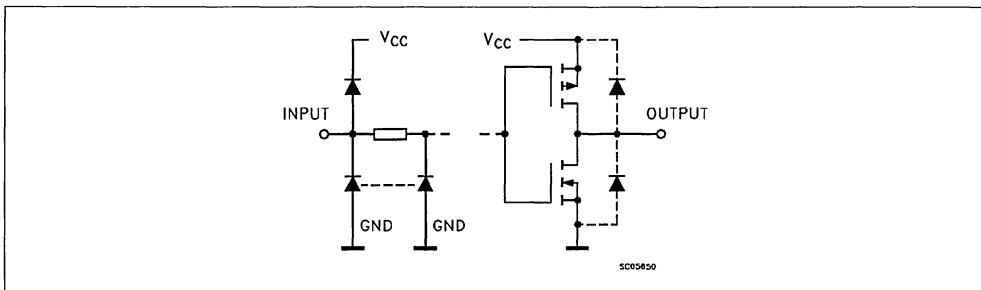 VCC
VCC
INPUT
OUTPUT
GND
GND
SC05850